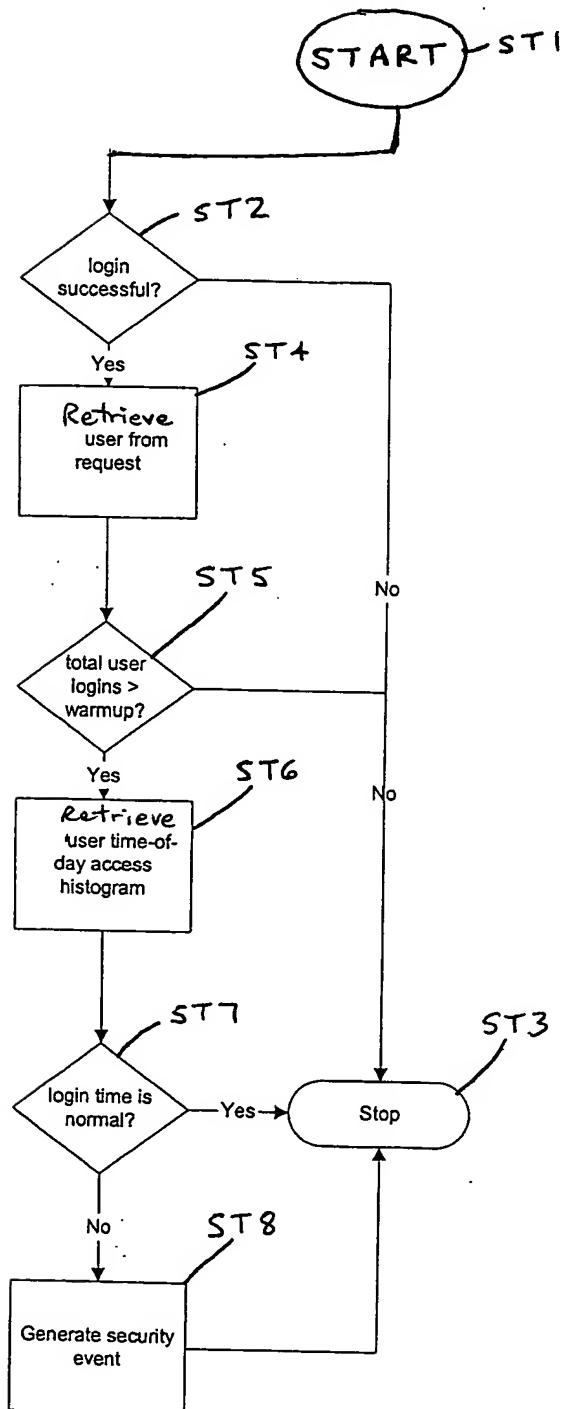 START
ST1
ST2
login
successful?
Yes
ST4
Retrieve
user from
request
No
ST5
total user
logins >
warmup?
Yes
No
ST6
Retrieve
user time-of-
day access
histogram
ST7
login time is
normal?
Yes
ST3
Stop
No
ST8
Generate security
event